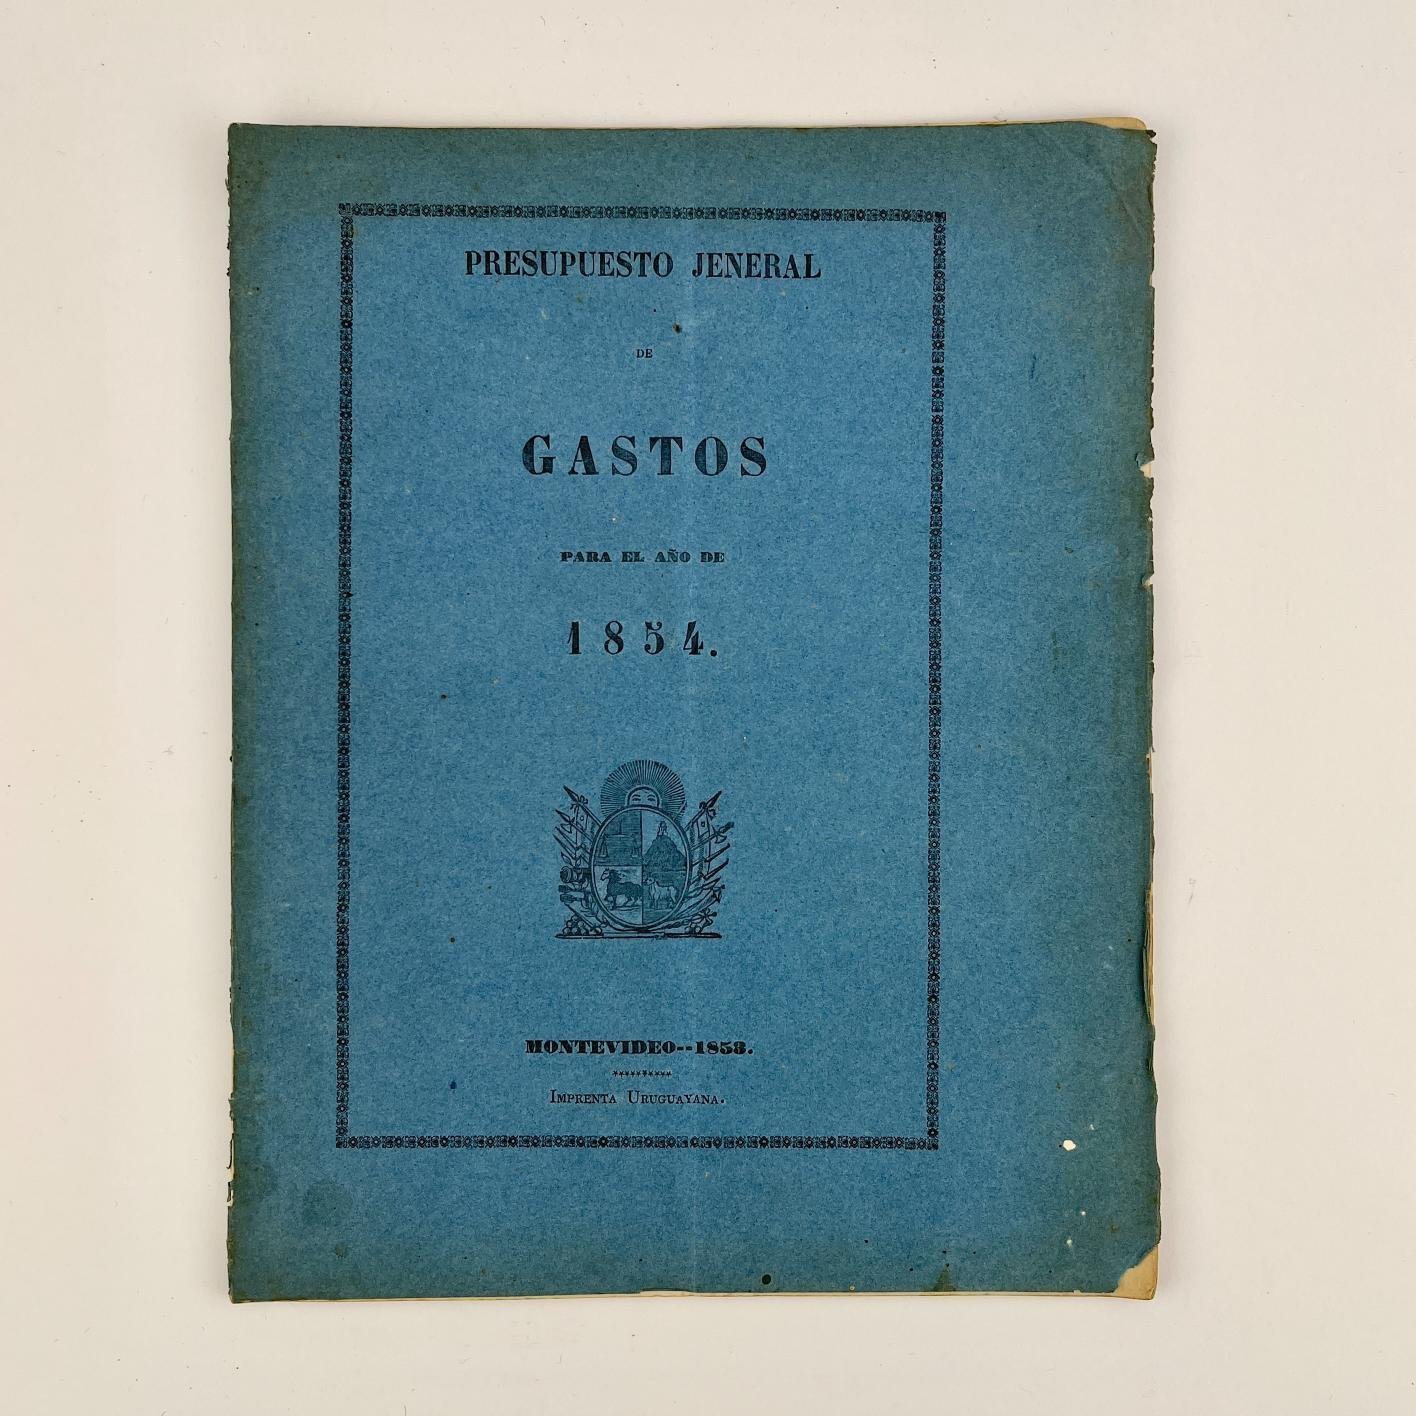 PRESUPUESTO JENERAL
DE
GASTOS
PARA EL AÑO DE
1854.
MONTEVIDEO--1853.
IMPRENTA URUGUAYANA.